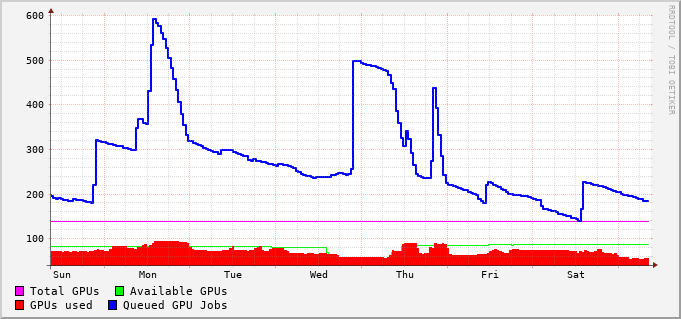 600
500
400
300
200
100
Sun Mon Tue Wed Thu Fri Sat
Total GPUs Available GPUs
GPUs used Queued GPU Jobs
RRDTOOL / TOBI OETIKER